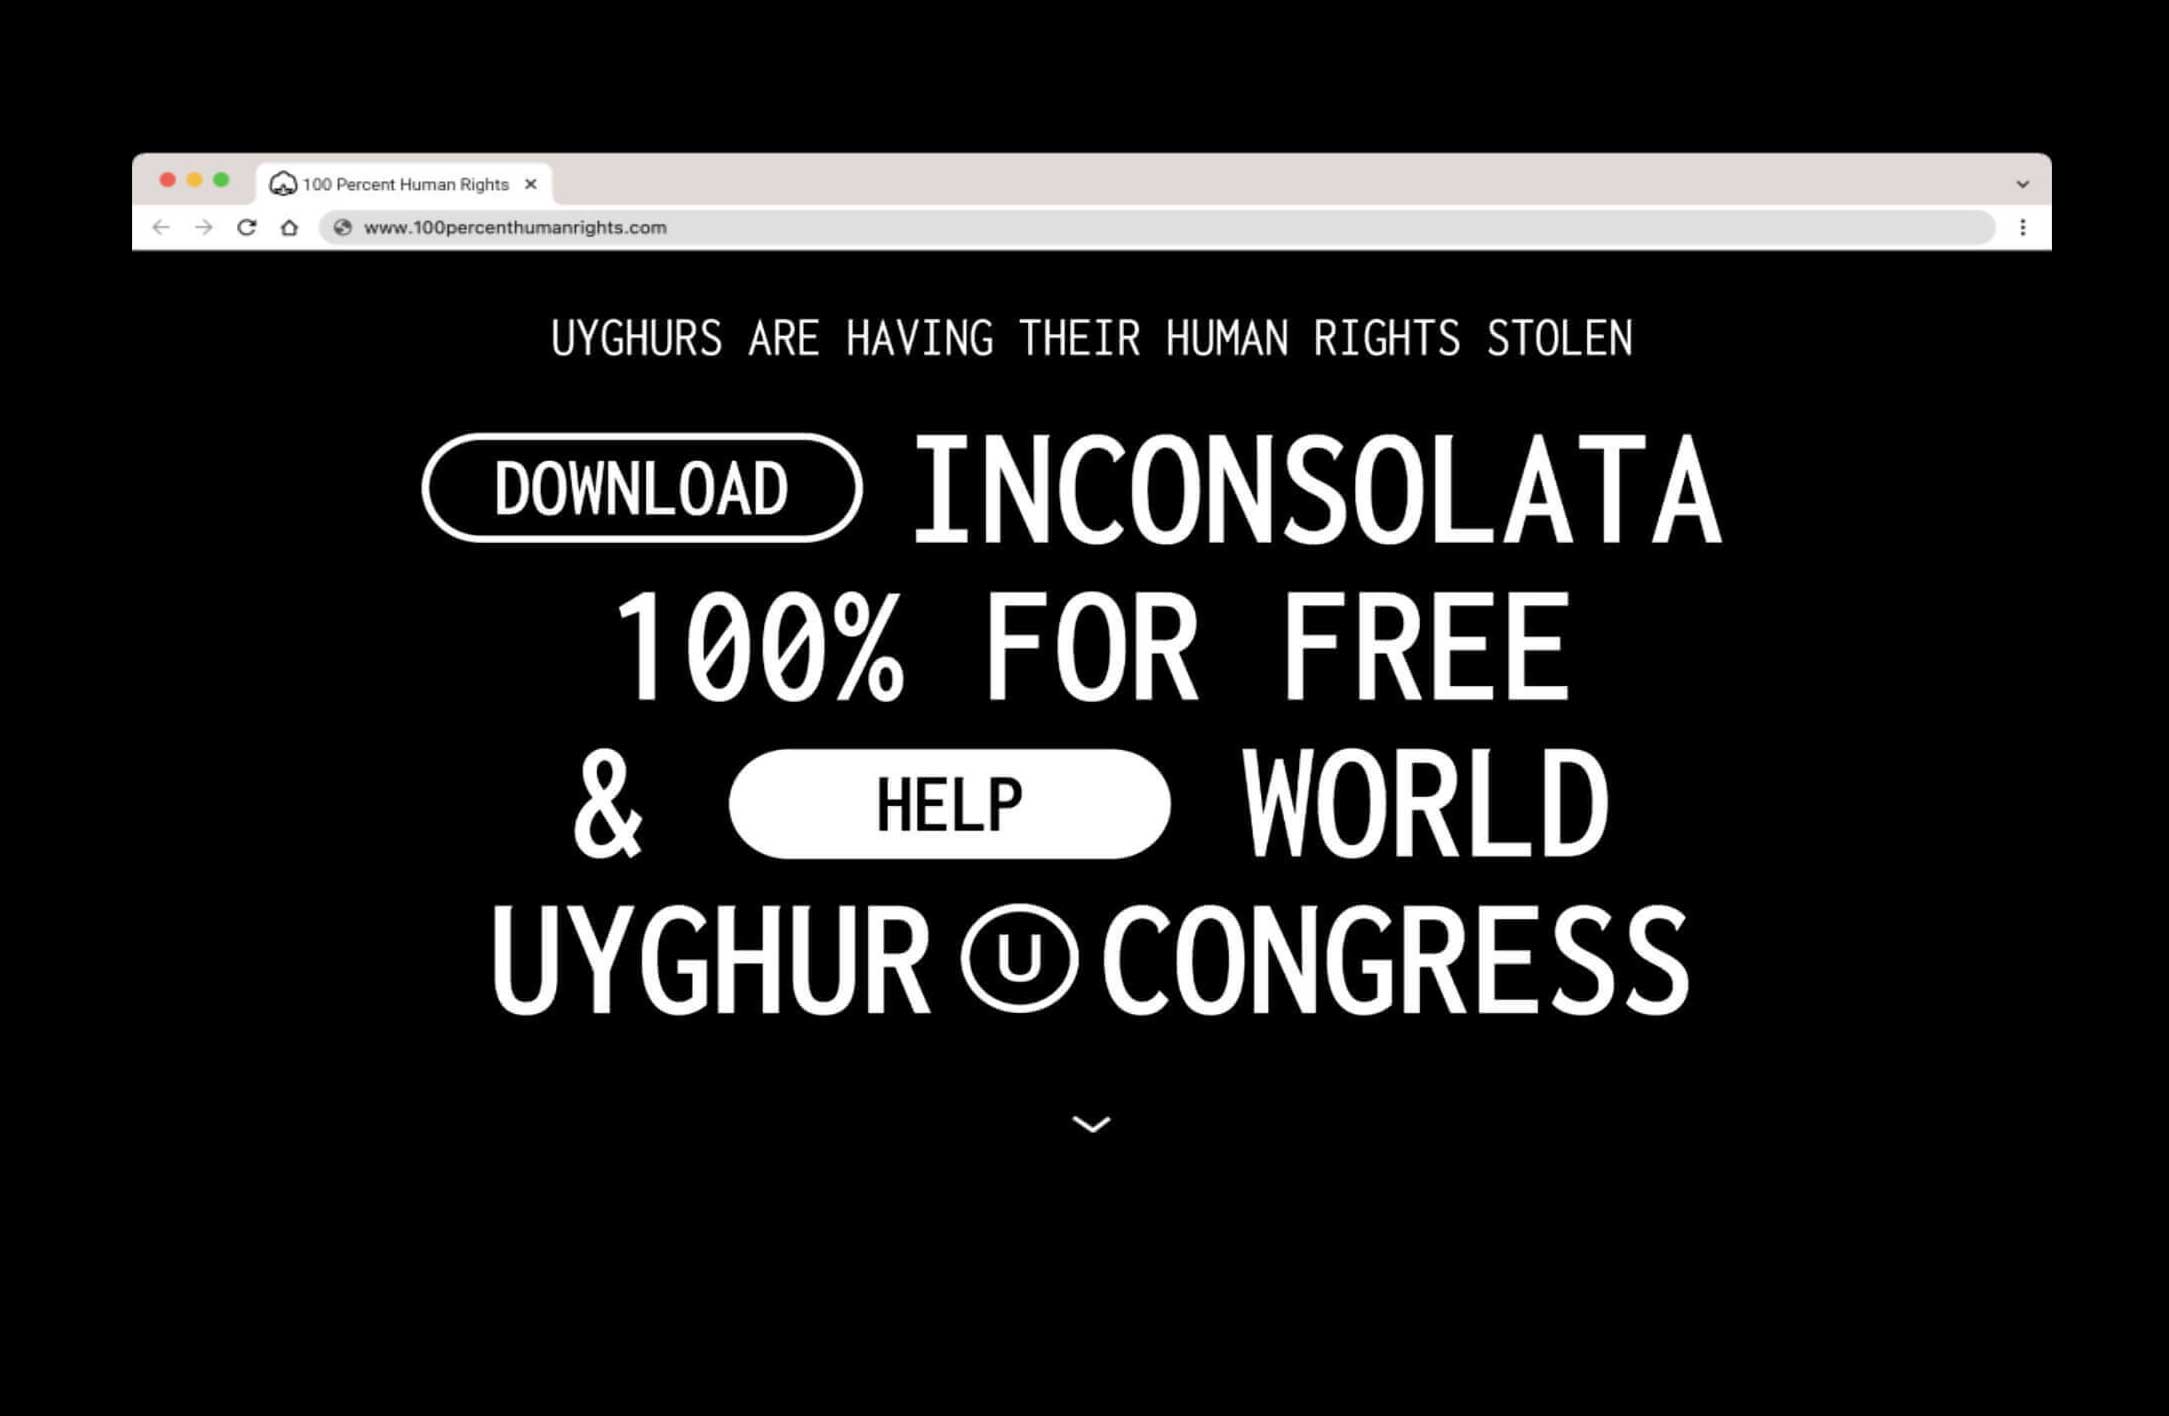 100 Percent Human Rights
www.100percenthumanrights.com
UYGHURS ARE HAVING THEIR HUMAN RIGHTS STOLEN
DOWNLOAD INCONSOLATA
100% FOR FREE
& HELP WORLD
UYGHUR U CONGRESS